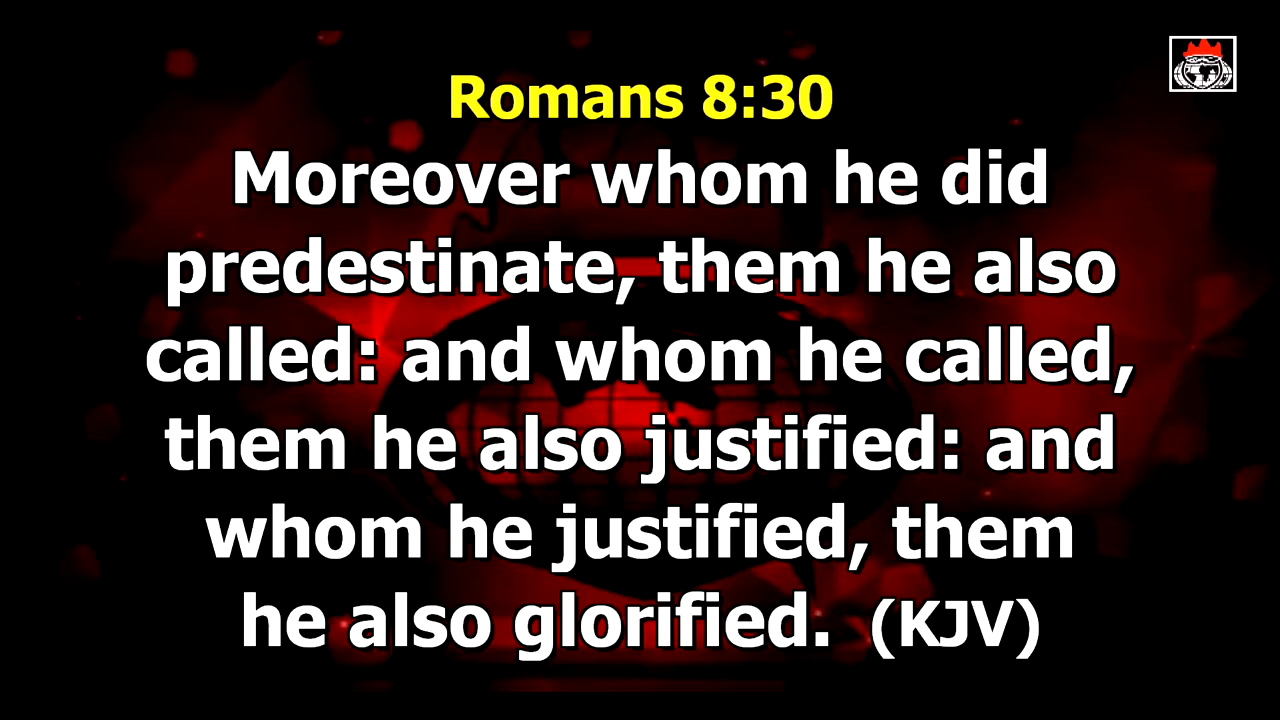 Romans 8:30
Moreover whom he did
predestinate, them he also
called: and whom he called,
them he also justified: and
whom he justified, them
he also glorified. (KJV)